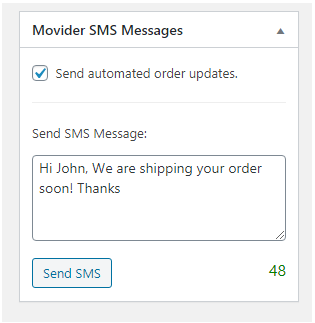 Movider SMS Messages
Send automated order updates.
Send SMS Message:
Hi John, We are shipping your order
soon! Thanks
Send SMS
48